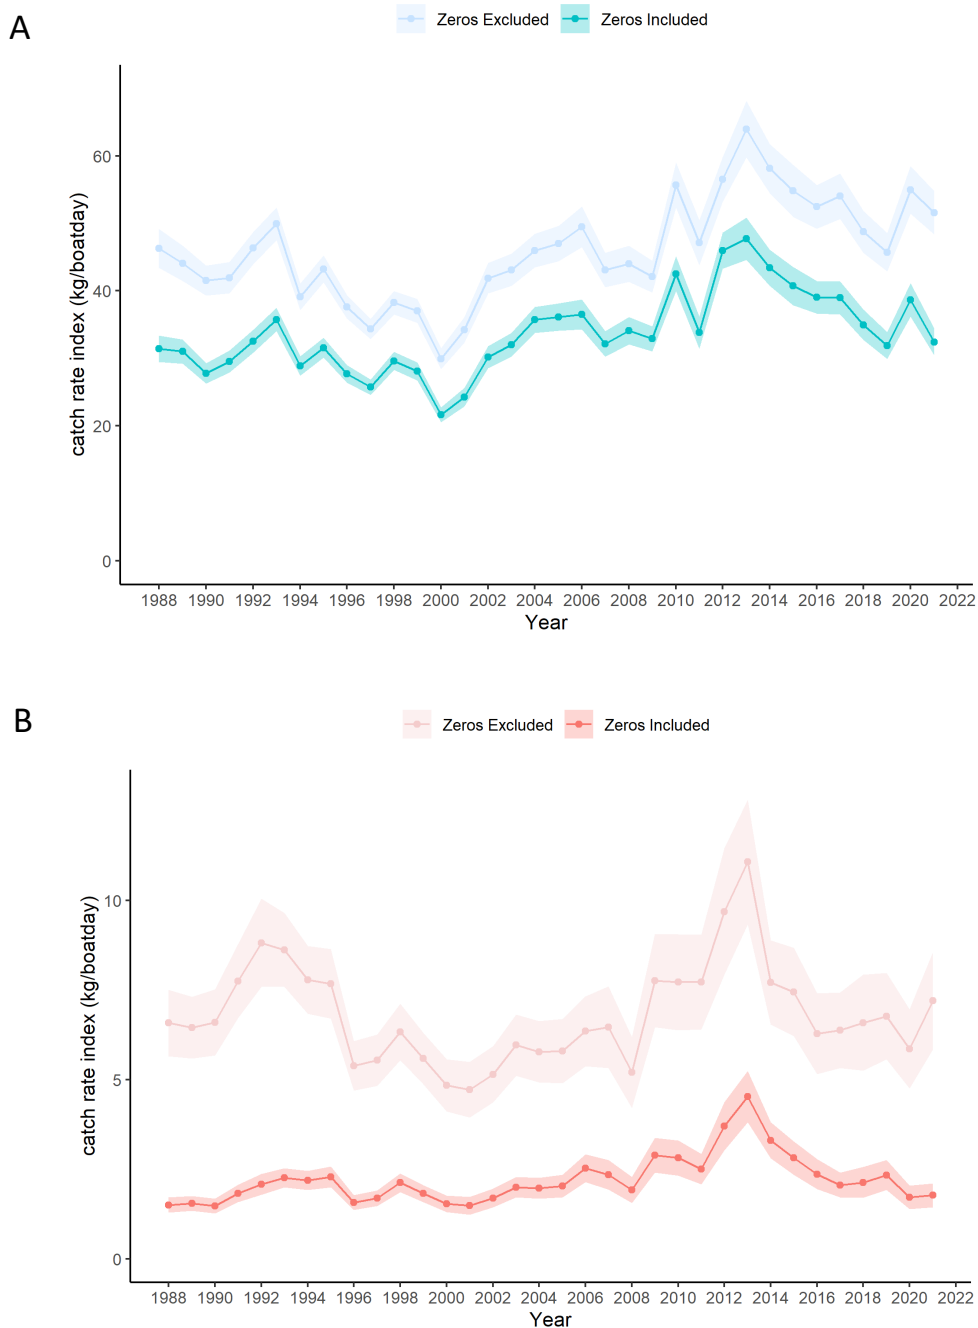 A
Zeros Excluded Zeros Included
catch rate index (kg/boatday)
60
40
20
0
1988 1990 1992 1994 1996 1998 2000 2002 2004 2006 2008 2010 2012 2014 2016 2018 2020 2022
Year
B
Zeros Excluded Zeros Included
catch rate index (kg/boatday)
10
5
0
1988 1990 1992 1994 1996 1998 2000 2002 2004 2006 2008 2010 2012 2014 2016 2018 2020 2022
Year